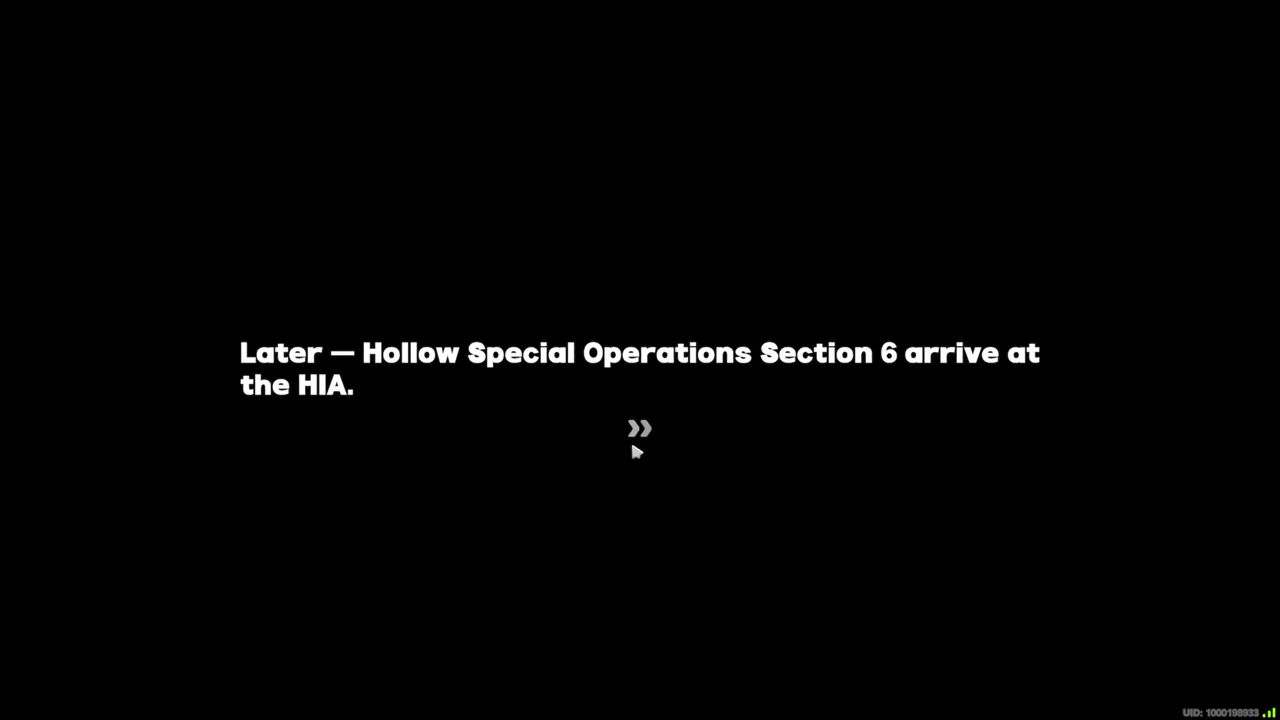 Later — Hollow Special Operations Section 6 arrive at
the HIA.
UID: 1000198933